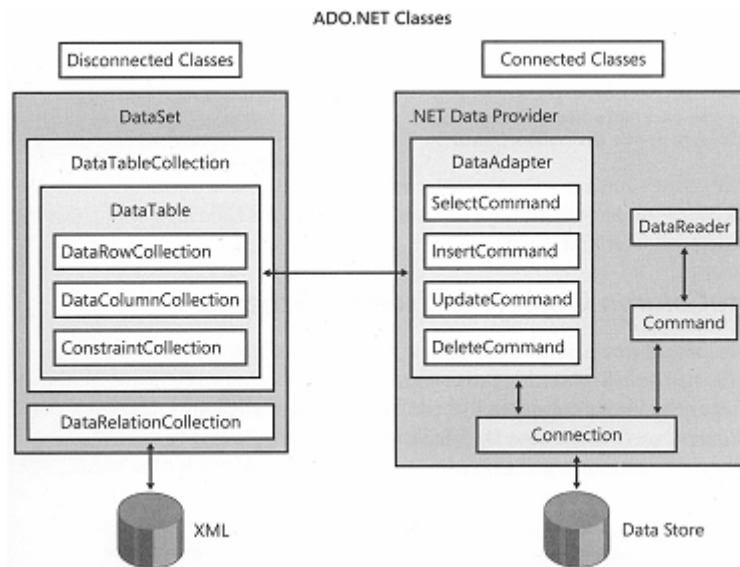 ADO.NET Classes
Disconnected Classes
Connected Classes
DataSet
DataTableCollection
DataTable
DataRowCollection
DataColumnCollection
ConstraintCollection
DataRelationCollection
XML
.NET Data Provider
DataAdapter
SelectCommand
InsertCommand
UpdateCommand
DeleteCommand
DataReader
Command
Connection
Data Store